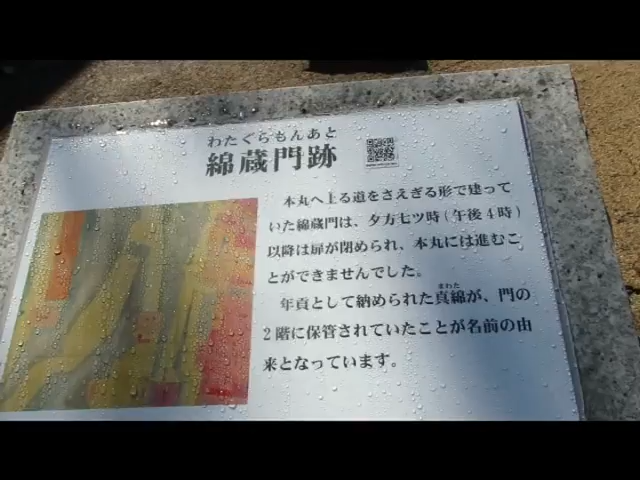 わたぐらもんあと
綿蔵門跡
本丸へ上る道をさえぎる形で建って
いた綿蔵門は、夕方七ツ時(午後4時)
以降は扉が閉められ、本丸には進むこ
とができませんでした。
まわた
年貢として納められた真綿が、門の
2階に保管されていたことが名前の由
来となっています。